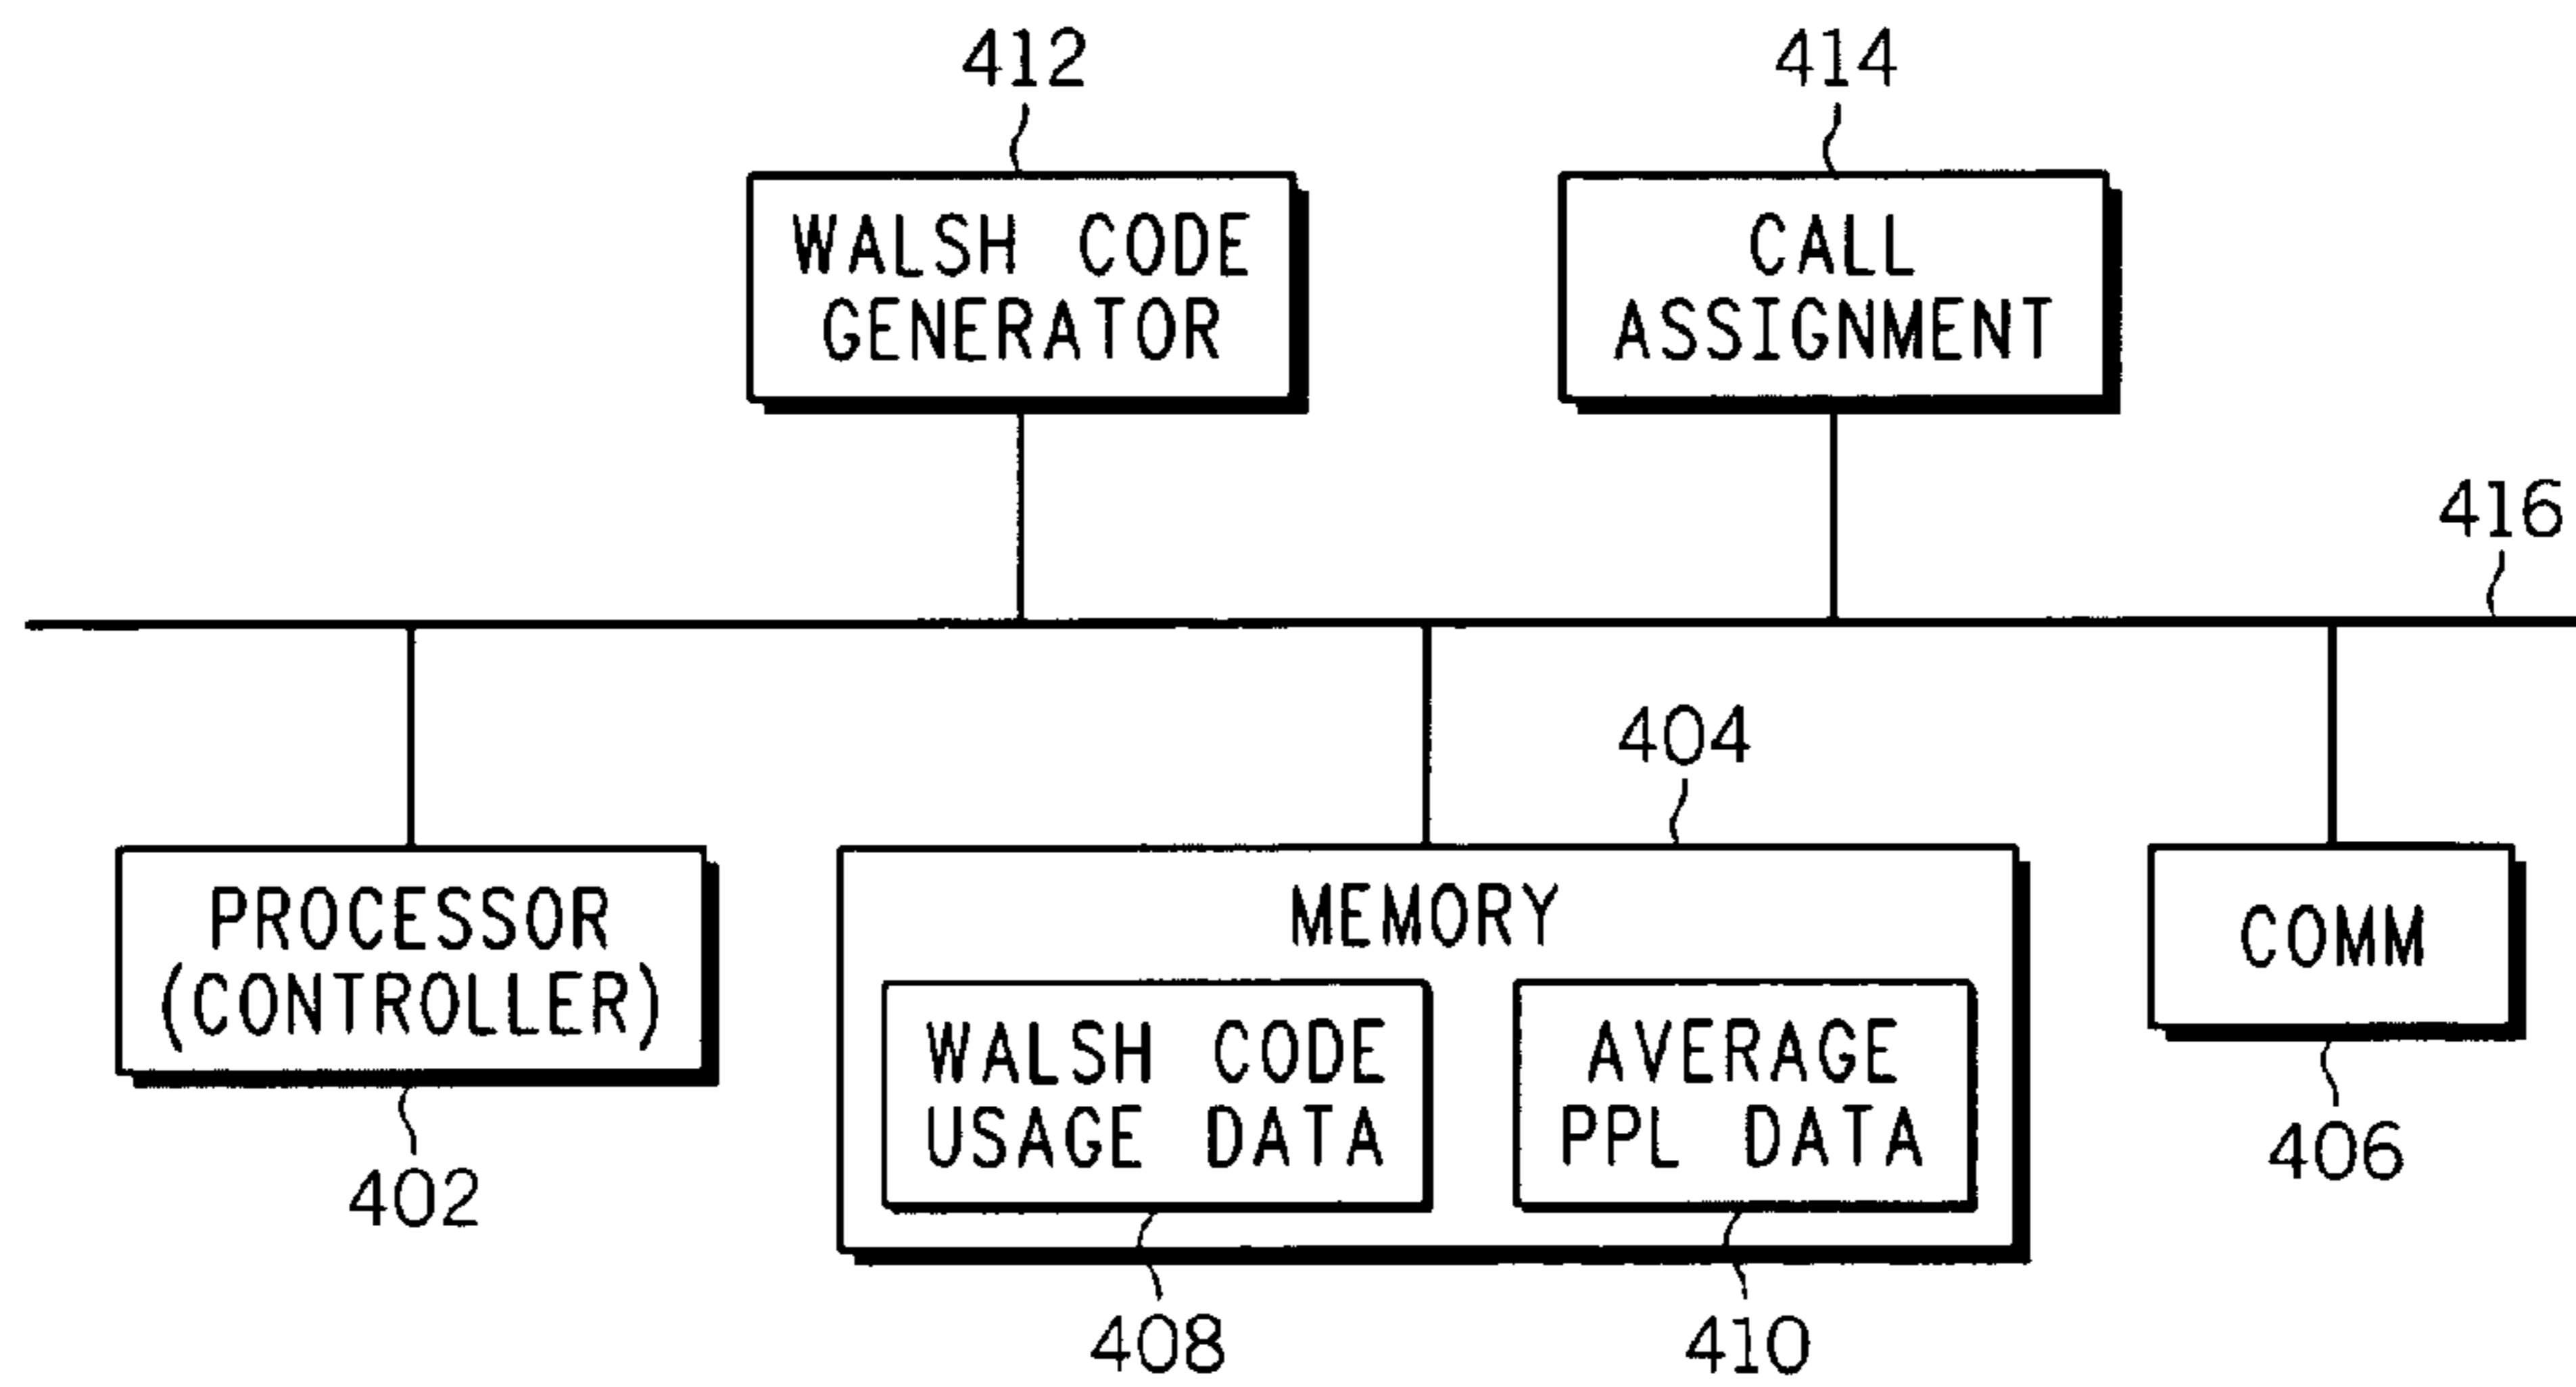 412
414
WALSH CODE
GENERATOR
CALL
ASSIGNMENT
416
404
PROCESSOR
(CONTROLLER)
MEMORY
COMM
WALSH CODE
USAGE DATA
AVERAGE
PPL DATA
402
406
408
410